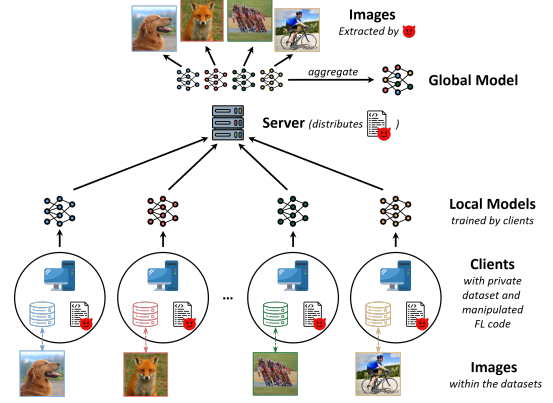 Images
Extracted by
aggregate
Global Model
Server (distributes )
Local Models
trained by clients
Clients
with private
dataset and
manipulated
FL code
...
Images
within the datasets